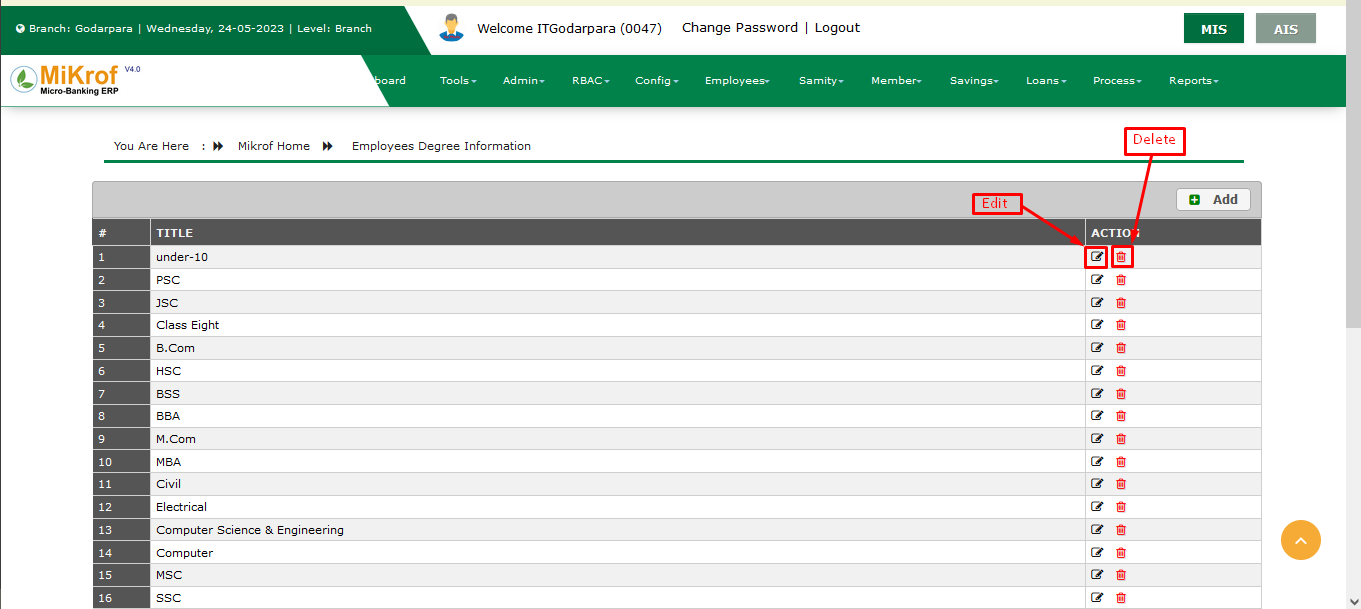 Branch: Godarpara | Wednesday, 24-05-2023 | Level: Branch
Welcome ITGodarpara (0047)
Change Password | Logout
MIS
AIS
MiKrof V4.0
Micro-Banking ERP
board Tools Admin RBAC Config Employees Samity Member Savings Loans Process Reports
You Are Here : Mikrof Home Employees Degree Information
Delete
Edit
Add
# TITLE ACTION
1 under-10
2 PSC
3 JSC
4 Class Eight
5 B.Com
6 HSC
7 BSS
8 BBA
9 M.Com
10 MBA
11 Civil
12 Electrical
13 Computer Science & Engineering
14 Computer
15 MSC
16 SSC